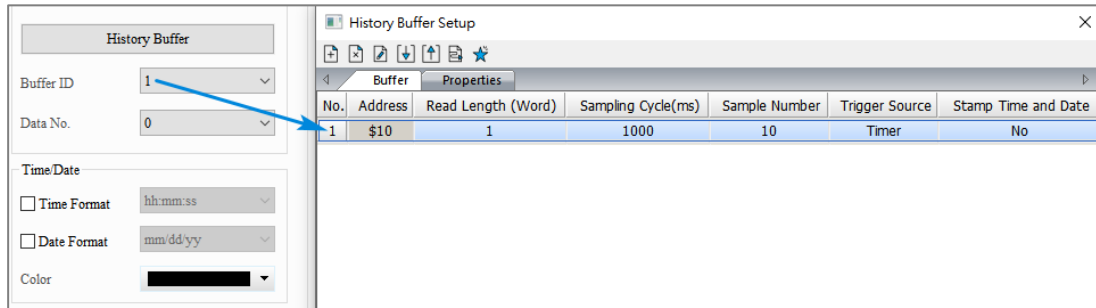 History Buffer
Buffer ID 1
Data No. 0
Time/Date
Time Format hh:mm:ss
Date Format mm/dd/yy
Color
History Buffer Setup
Buffer Properties
No. Address Read Length (Word) Sampling Cycle(ms) Sample Number Trigger Source Stamp Time and Date
1 $10 1 1000 10 Timer No